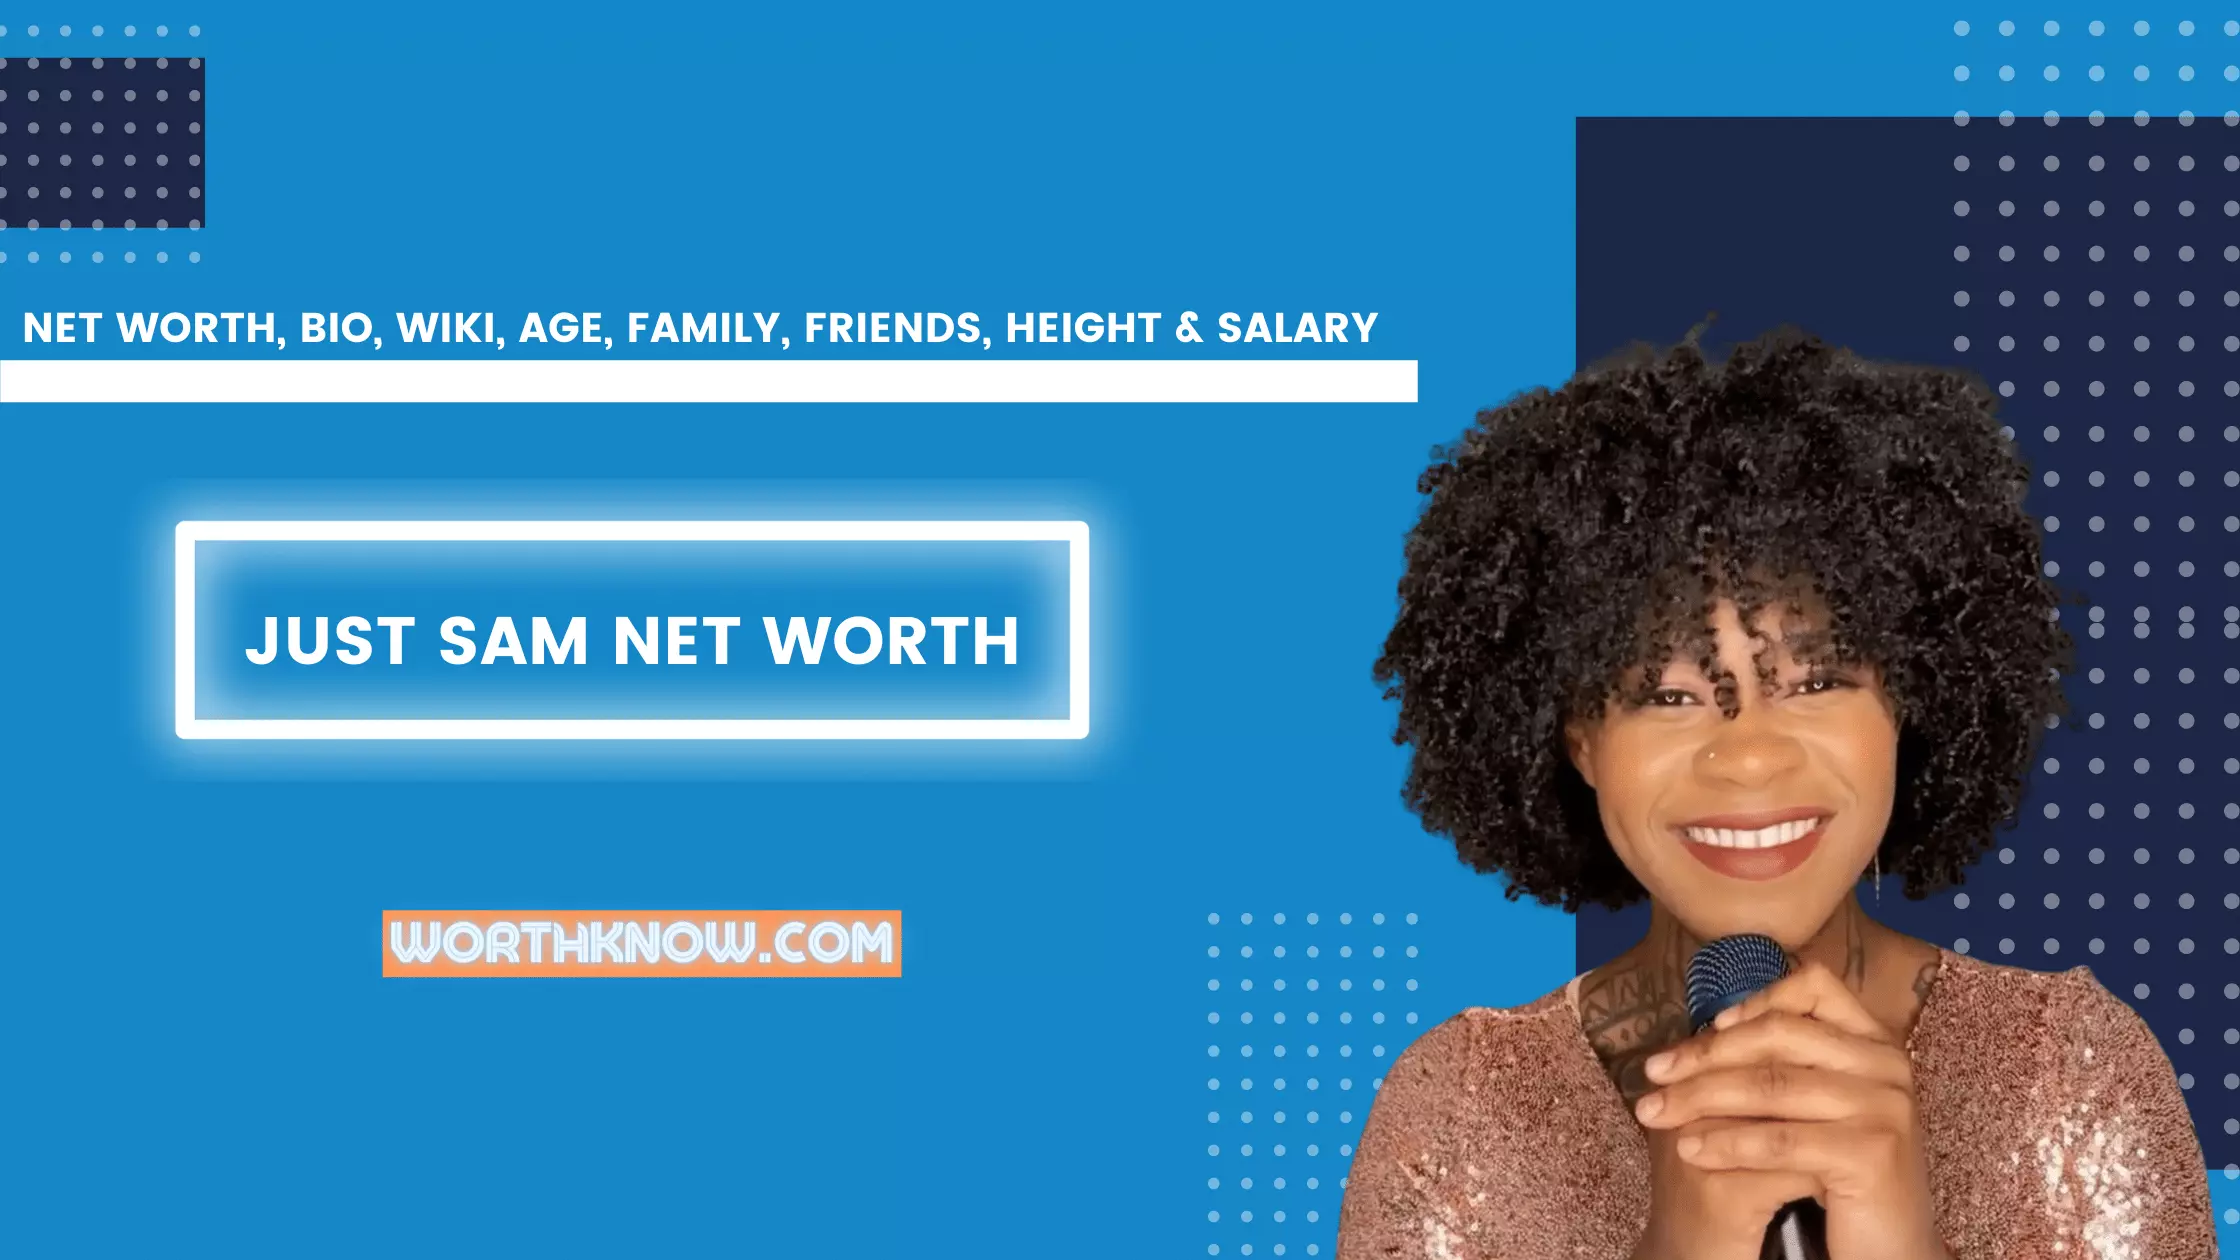 NET WORTH, BIO, WIKI, AGE, FAMILY, FRIENDS, HEIGHT & SALARY
JUST SAM NET WORTH
WORTHKNOW.COM